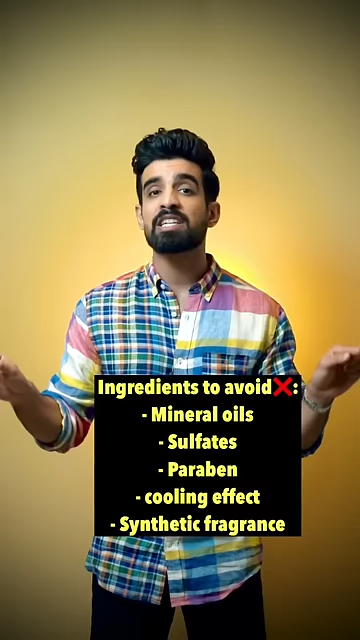 Ingredients to avoid❌:
- Mineral oils
- Sulfates
- Paraben
- cooling effect
- Synthetic fragrance